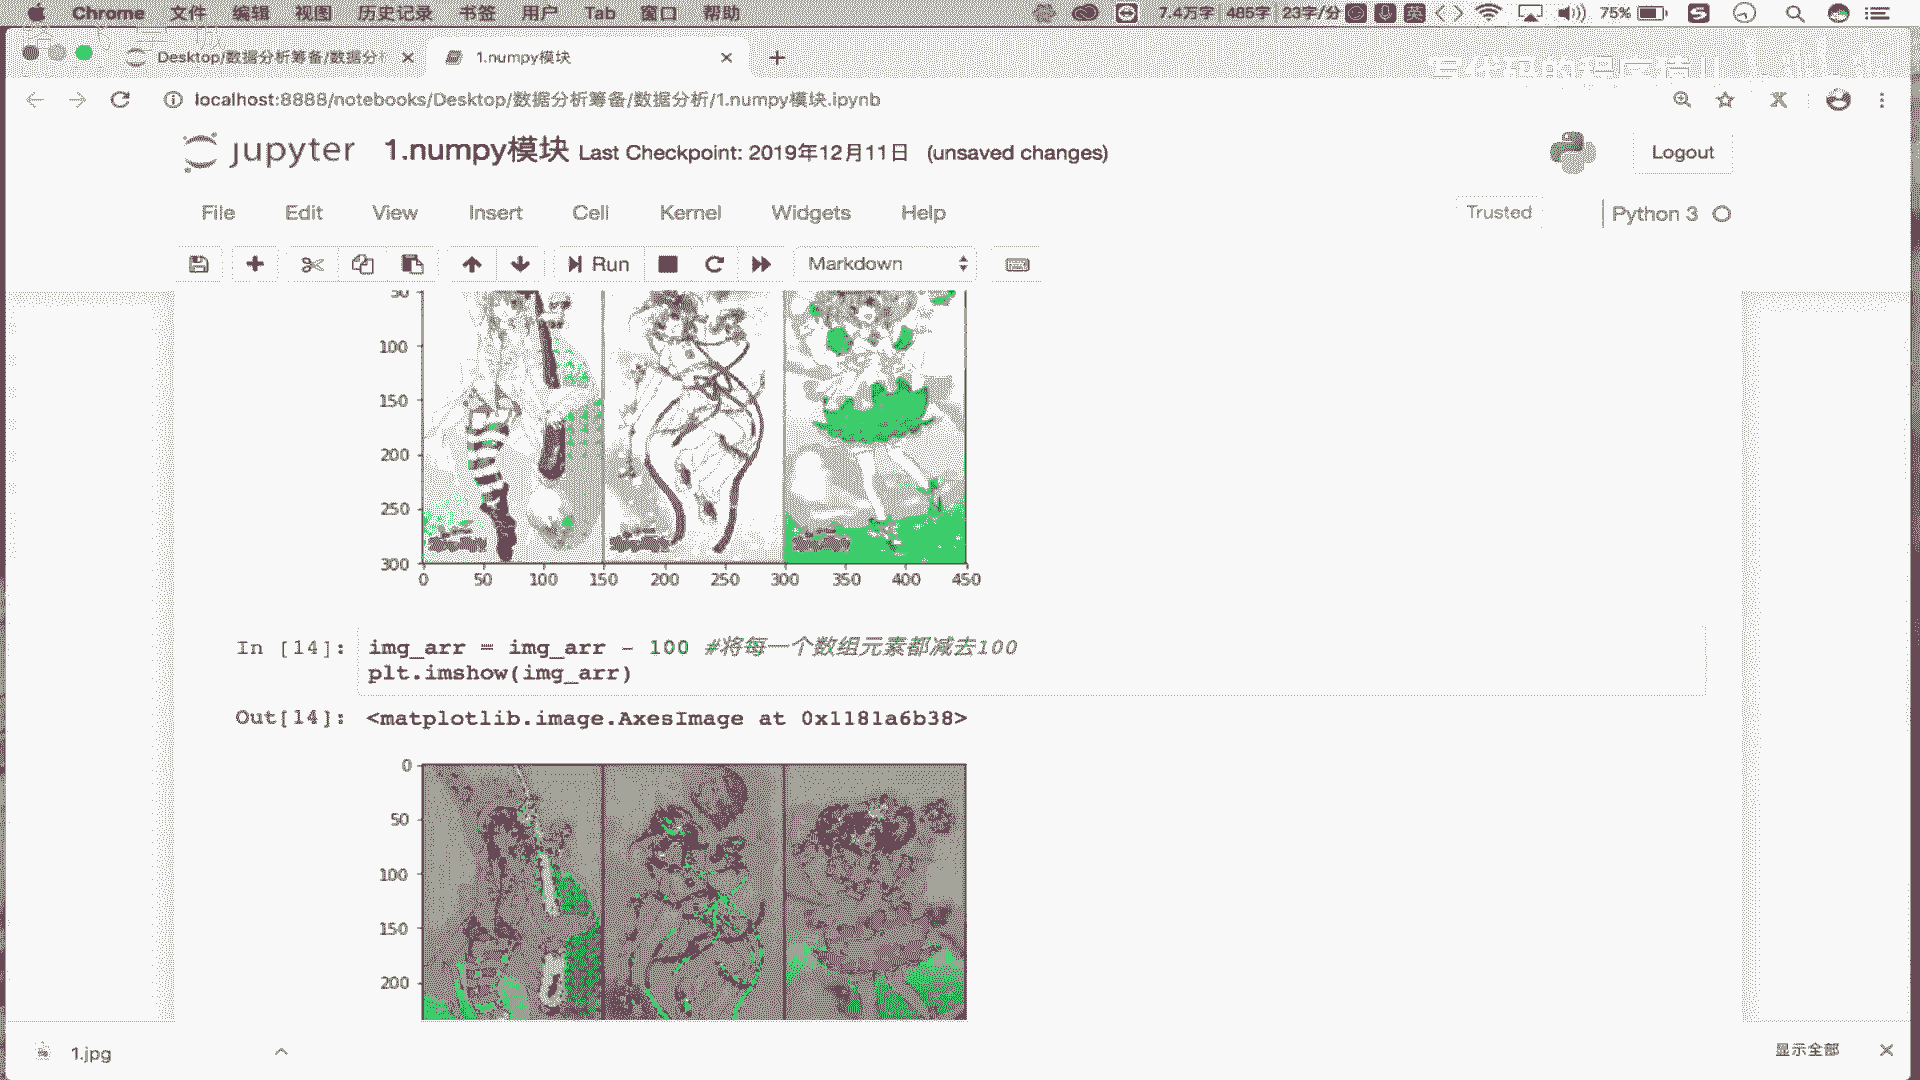 Chrome 文件 编辑 视图 历史记录 书签 用户 Tab 窗口 帮助 7.4万字 485字 23字/分 英 75%
Desktop/数据分析筹备/数据分析 1.numpy模块
localhost:8888/notebooks/Desktop/数据分析筹备/数据分析/1.numpy模块.ipynb
jupyter 1.numpy模块 Last Checkpoint: 2019年12月11日 (unsaved changes) Logout
File Edit View Insert Cell Kernel Widgets Help Trusted Python 3
Run Markdown
50
100
150
200
250
300
0 50 100 150 200 250 300 350 400 450
In [14]: img_arr = img_arr - 100 #将每一个数组元素都减去100
plt.imshow(img_arr)
Out[14]: <matplotlib.image.AxesImage at 0x1181a6b38>
0
50
100
150
200
1.jpg 显示全部